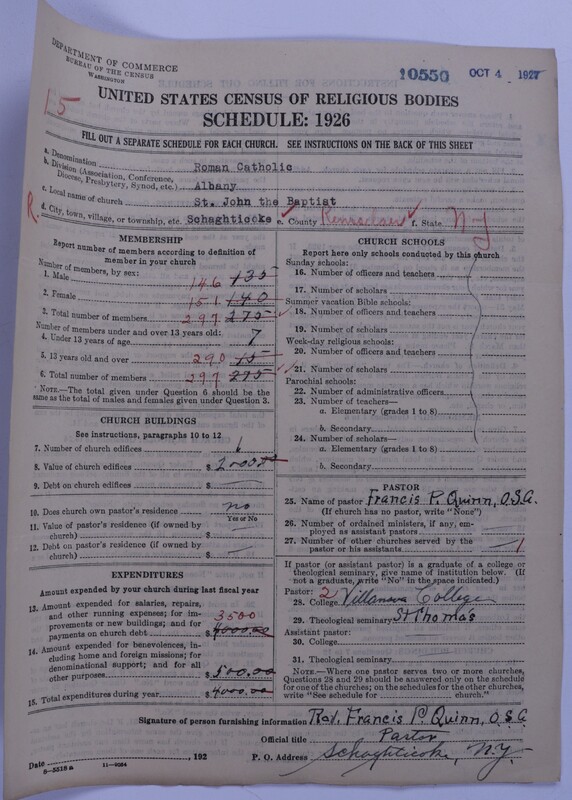 DEPARTMENT OF COMMERCE
BUREAU OF THE CENSUS
WASHINGTON
10550 OCT 4 1927
UNITED STATES CENSUS OF RELIGIOUS BODIES
SCHEDULE: 1926
FILL OUT A SEPARATE SCHEDULE FOR EACH CHURCH. SEE INSTRUCTIONS ON THE BACK OF THIS SHEET
a. Denomination Roman Catholic
b. Division (Association, Conference, Diocese, Presbytery, Synod, etc.) Albany
c. Local name of church St. John the Baptist
R. d. City, town, village, or township, etc. Schaghticoke e. County Rensselaer f. State N-Y
MEMBERSHIP
Report number of members according to definition of
member in your church
Number of members, by sex:
1. Male 146 135
2. Female 151 140
3. Total number of members 297 275
Number of members under and over 13 years old:
4. Under 13 years of age 7
5. 13 years old and over 290
6. Total number of members 297 275
NOTE.—The total given under Question 6 should be the
same as the total of males and females given under Question 3.
CHURCH BUILDINGS
See instructions, paragraphs 10 to 12
7. Number of church edifices
8. Value of church edifices $
9. Debt on church edifices $
10. Does church own pastor's residence no
Yes or No
11. Value of pastor's residence (if owned by
church) $
12. Debt on pastor's residence (if owned by
church) $
EXPENDITURES
Amount expended by your church during last fiscal year
13. Amount expended for salaries, repairs,
and other running expenses; for im-
provements or new buildings; and for 3500
payments on church debt $ 4000.00
14. Amount expended for benevolences, in-
cluding home and foreign missions; for
denominational support; and for all
other purposes $ 500.00
15. Total expenditures during year $ 4000.00
CHURCH SCHOOLS
Report here only schools conducted by this church
Sunday schools:
16. Number of officers and teachers
17. Number of scholars
Summer vacation Bible schools:
18. Number of officers and teachers
19. Number of scholars
Week-day religious schools:
20. Number of officers and teachers
21. Number of scholars
Parochial schools:
22. Number of administrative officers
23. Number of teachers—
a. Elementary (grades 1 to 8)
b. Secondary
24. Number of scholars—
a. Elementary (grades 1 to 8)
b. Secondary
PASTOR
25. Name of pastor Francis P. Quinn, O.S.A.
(If church has no pastor, write "None")
26. Number of ordained ministers, if any, em-
ployed as assistant pastors
27. Number of other churches served by the
pastor or his assistants 1
If pastor (or assistant pastor) is a graduate of a college or
theological seminary, give name of institution below. (If
not a graduate, write "No" in the space indicated.)
Pastor: 2
28. College Villanova College
29. Theological seminary St Thomas
Assistant pastor:
30. College
31. Theological seminary
NOTE.—Where one pastor serves two or more churches,
Questions 28 and 29 should be answered only on the schedule
for one of the churches; on the schedules for the other churches,
write "See schedule for church."
Signature of person furnishing information Rev. Francis P. Quinn, O.S.A.
Official title Pastor
Date , 192 P. O. Address Schaghticoke, N.Y.
8-5518a 11-9084